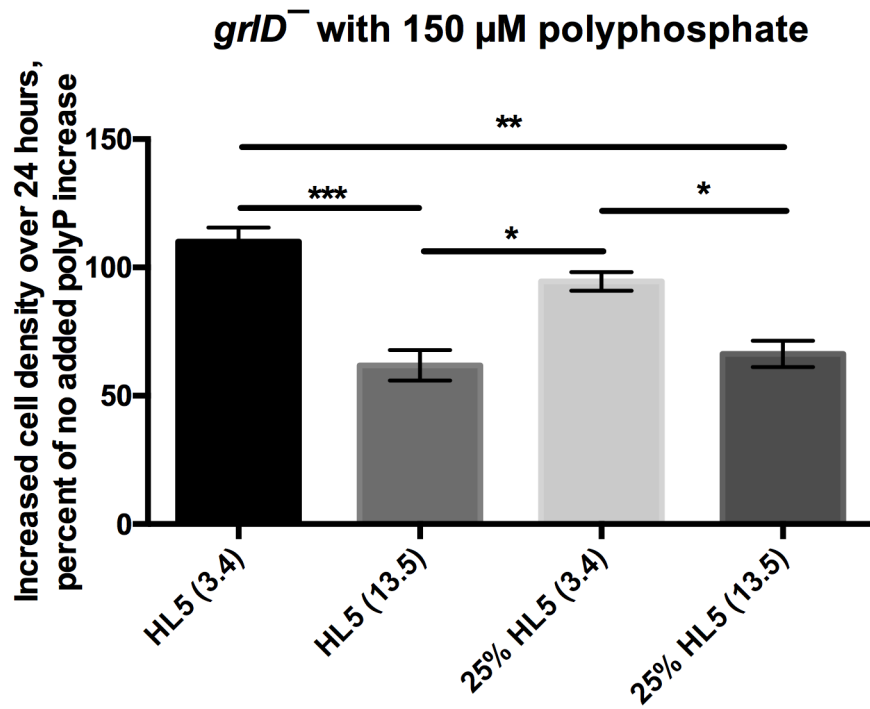 grlD⁻ with 150 µM polyphosphate
Increased cell density over 24 hours,
percent of no added polyP increase
150
100
50
0
**
***
*
*
HL5 (3.4)
HL5 (13.5)
25% HL5 (3.4)
25% HL5 (13.5)